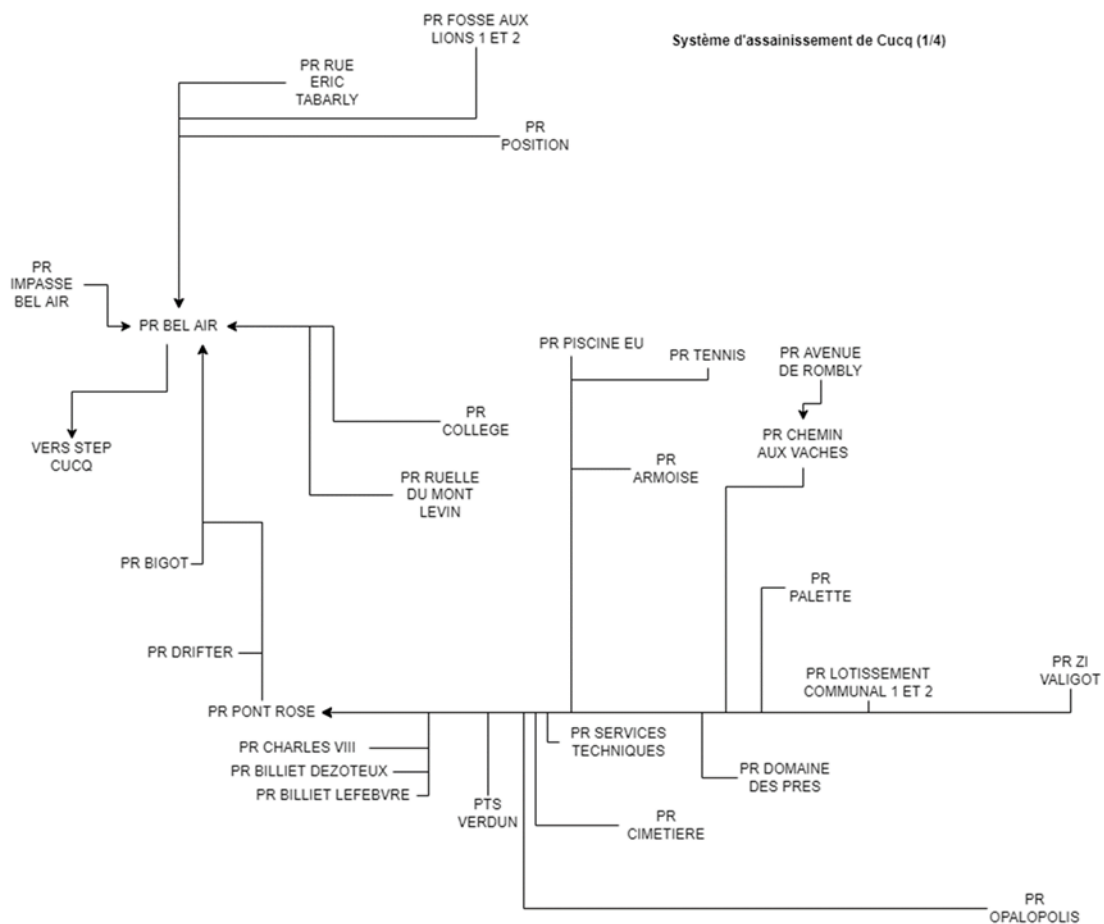 PR FOSSE AUX
LIONS 1 ET 2
Système d'assainissement de Cucq (1/4)
PR RUE
ERIC
TABARLY
PR
POSITION
PR
IMPASSE
BEL AIR
PR BEL AIR
PR PISCINE EU
PR TENNIS
PR AVENUE
DE ROMBLY
PR
COLLEGE
PR CHEMIN
AUX VACHES
VERS STEP
CUCQ
PR RUELLE
DU MONT
LEVIN
PR
ARMOISE
PR BIGOT
PR
PALETTE
PR DRIFTER
PR LOTISSEMENT
COMMUNAL 1 ET 2
PR ZI
VALIGOT
PR PONT ROSE
PR CHARLES VIII
PR BILLIET DEZOTEUX
PR BILLIET LEFEBVRE
PR SERVICES
TECHNIQUES
PR DOMAINE
DES PRES
PTS
VERDUN
PR
CIMETIERE
PR
OPALOPOLIS